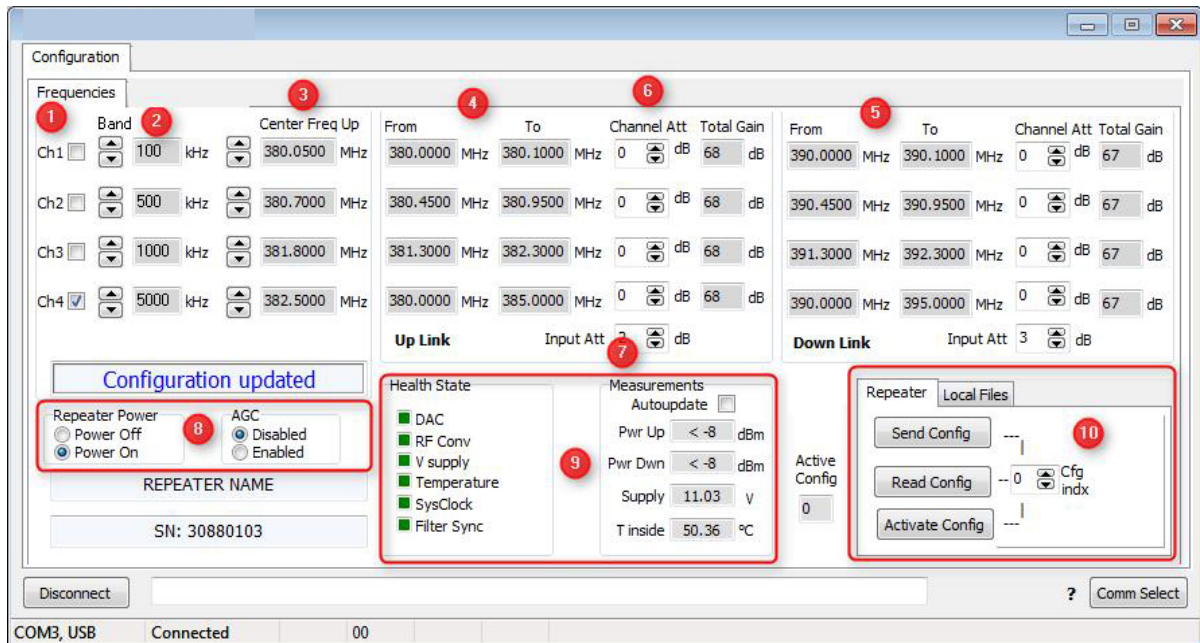 Configuration
Frequencies
1 2 3 4 5 6
Band Center Freq Up From To Channel Att Total Gain From To Channel Att Total Gain
Ch1 100 kHz 380.0500 MHz 380.0000 MHz 380.1000 MHz 0 dB 68 dB 390.0000 MHz 390.1000 MHz 0 dB 67 dB
Ch2 500 kHz 380.7000 MHz 380.4500 MHz 380.9500 MHz 0 dB 68 dB 390.4500 MHz 390.9500 MHz 0 dB 67 dB
Ch3 1000 kHz 381.8000 MHz 381.3000 MHz 382.3000 MHz 0 dB 68 dB 391.3000 MHz 392.3000 MHz 0 dB 67 dB
Ch4 5000 kHz 382.5000 MHz 380.0000 MHz 385.0000 MHz 0 dB 68 dB 390.0000 MHz 395.0000 MHz 0 dB 67 dB
Up Link Input Att dB Down Link Input Att 3 dB
7
Configuration updated
Repeater Power
Power Off
Power On
8
AGC
Disabled
Enabled
REPEATER NAME
SN: 30880103
Health State
DAC
RF Conv
V supply
Temperature
SysClock
Filter Sync
9
Measurements
Autoupdate
Pwr Up < -8 dBm
Pwr Dwn < -8 dBm
Supply 11.03 V
T inside 50.36 ºC
Active
Config
0
Repeater Local Files
10
Send Config ---
Read Config -- 0 Cfg
indx
Activate Config ---
Disconnect ? Comm Select
COM3, USB Connected 00